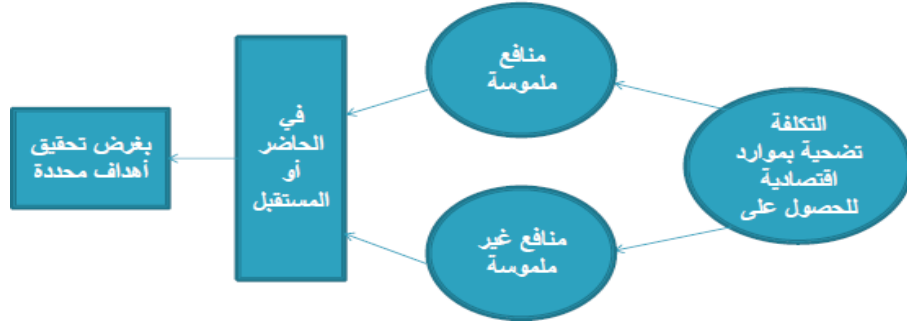 التكلفة
تضحية بموارد
اقتصادية
للحصول على
منافع
ملموسة
منافع غير
ملموسة
في
الحاضر
أو
المستقبل
بغرض تحقيق
أهداف محددة